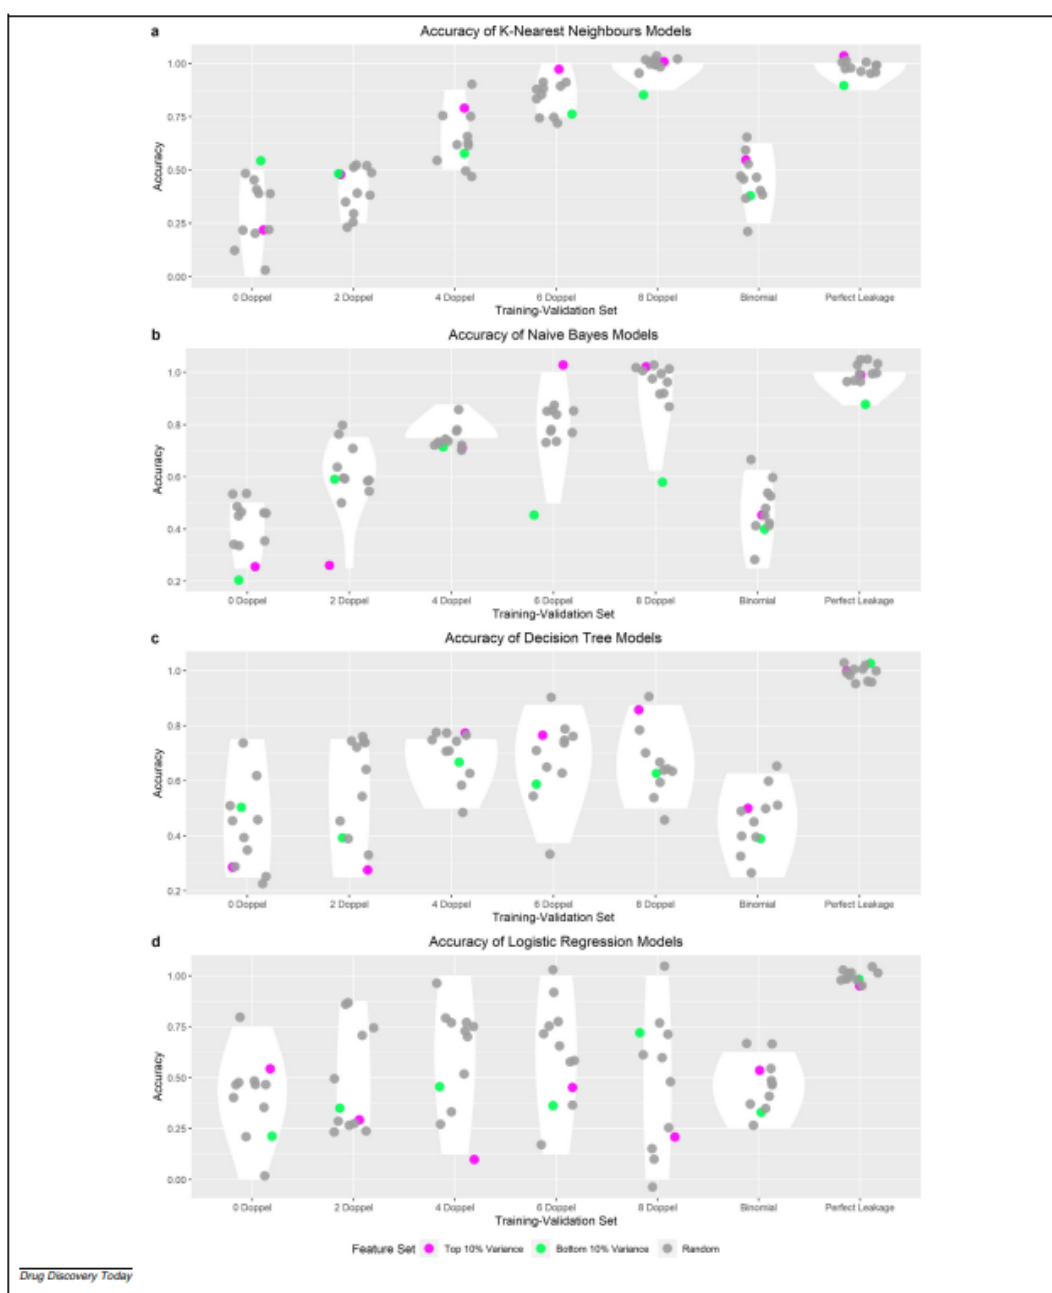 a
Accuracy of K-Nearest Neighbours Models
1.00
0.75
0.50
0.25
0.00
Accuracy
0 Doppel 2 Doppel 4 Doppel 6 Doppel 8 Doppel Binomial Perfect Leakage
Training-Validation Set
b
Accuracy of Naive Bayes Models
1.0
0.8
0.6
0.4
0.2
Accuracy
0 Doppel 2 Doppel 4 Doppel 6 Doppel 8 Doppel Binomial Perfect Leakage
Training-Validation Set
c
Accuracy of Decision Tree Models
1.0
0.8
0.6
0.4
0.2
Accuracy
0 Doppel 2 Doppel 4 Doppel 6 Doppel 8 Doppel Binomial Perfect Leakage
Training-Validation Set
d
Accuracy of Logistic Regression Models
1.00
0.75
0.50
0.25
0.00
Accuracy
0 Doppel 2 Doppel 4 Doppel 6 Doppel 8 Doppel Binomial Perfect Leakage
Training-Validation Set
Feature Set Top 10% Variance Bottom 10% Variance Random
Drug Discovery Today